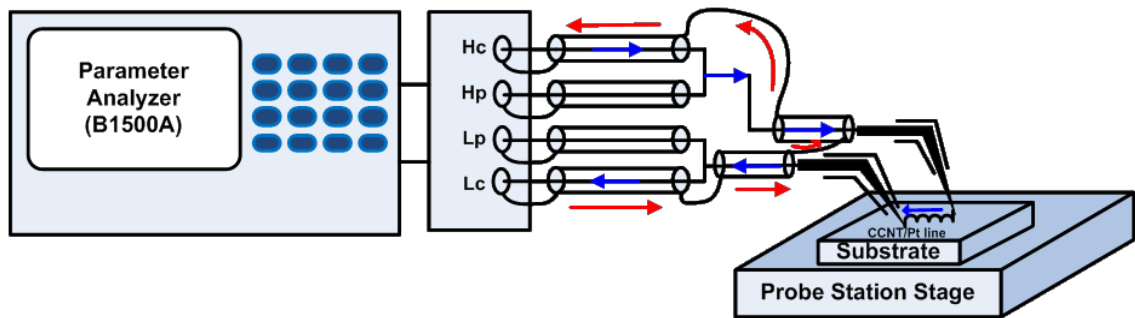 Parameter
Analyzer
(B1500A)
Hc
Hp
Lp
Lc
CCNT/Pt line
Substrate
Probe Station Stage